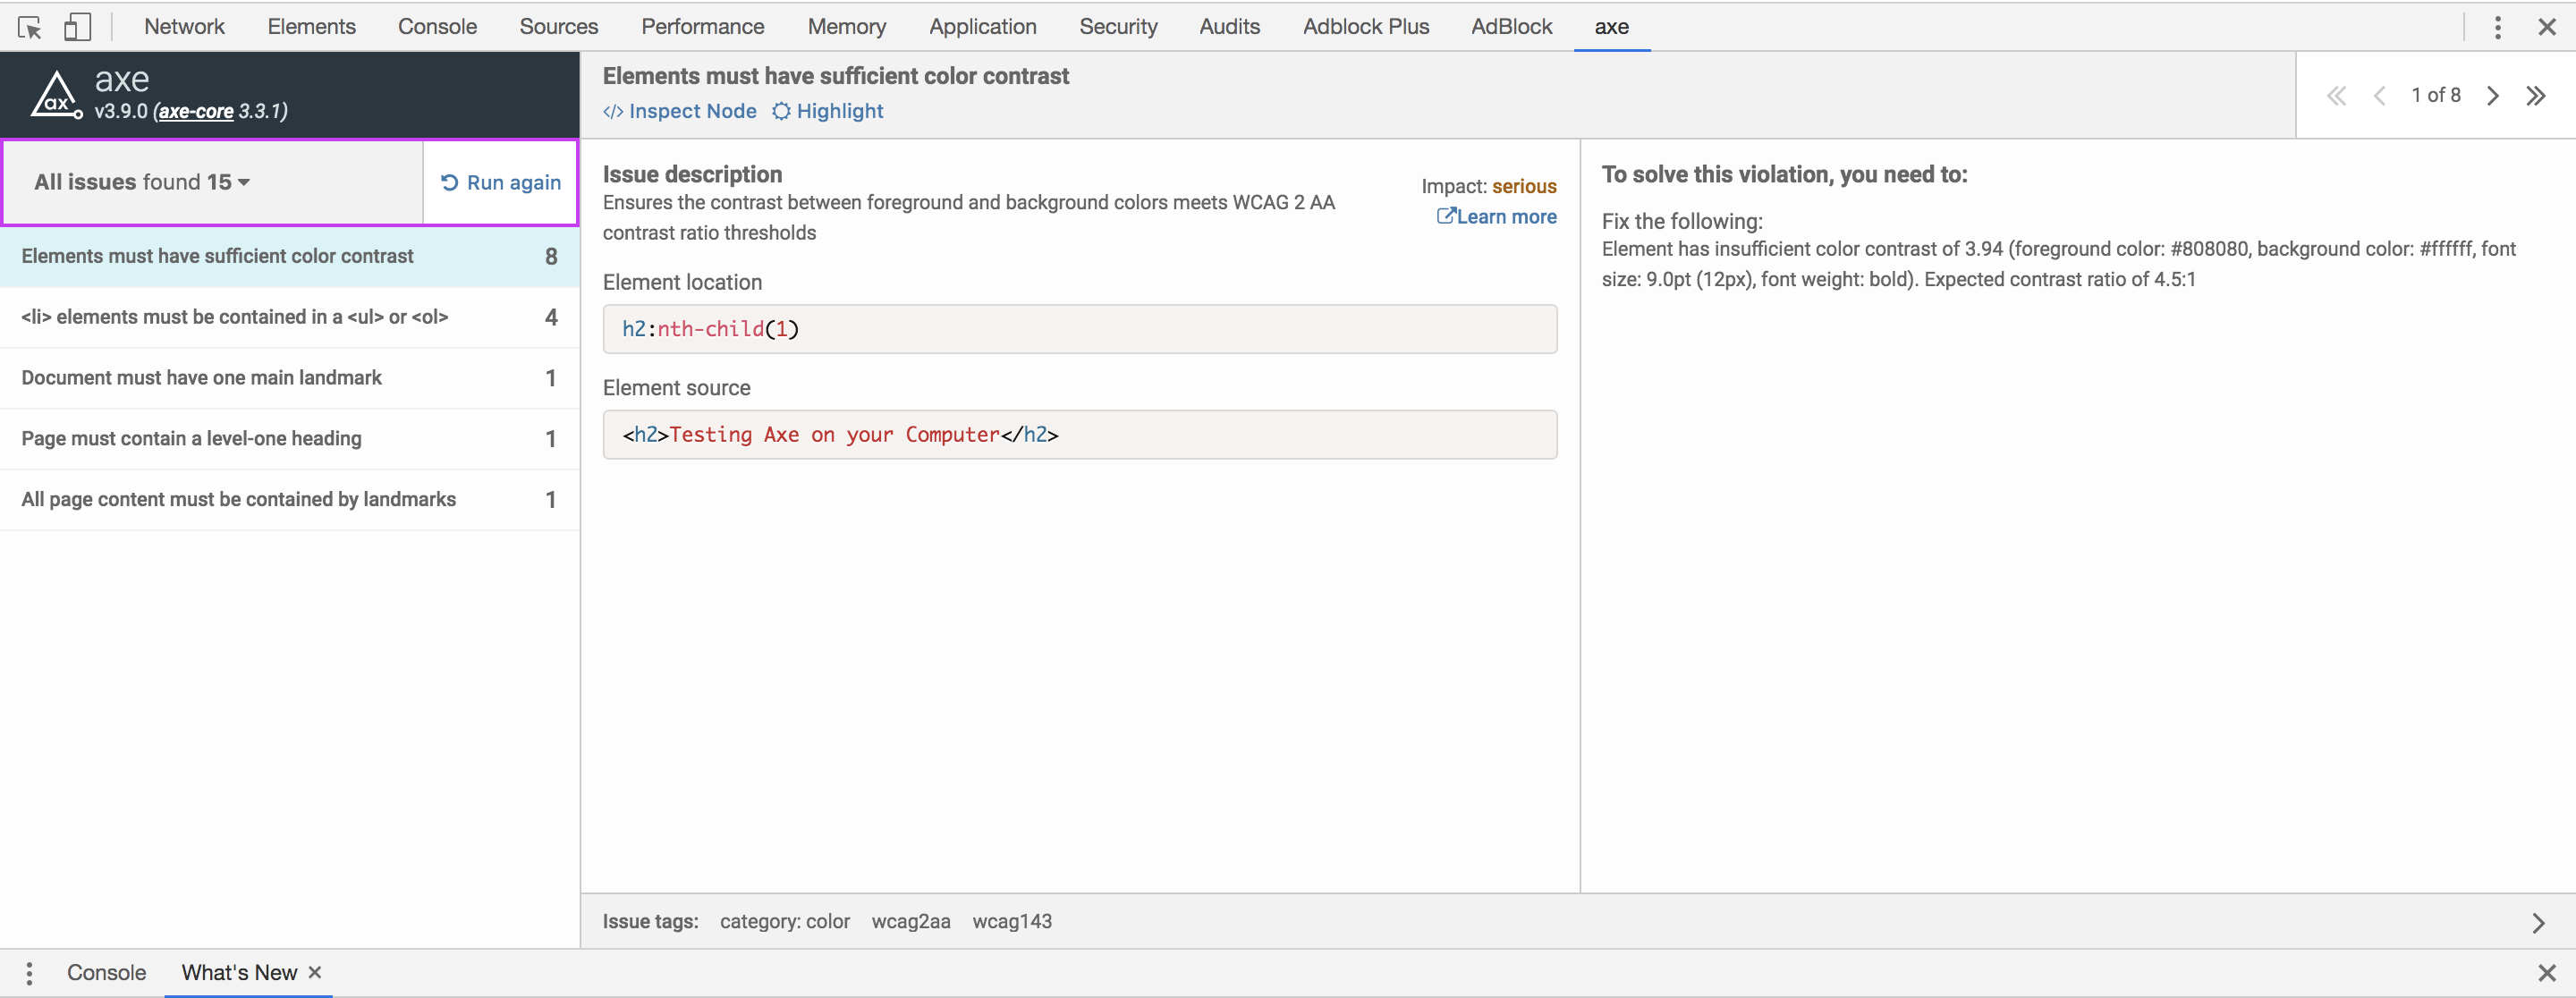 Network Elements Console Sources Performance Memory Application Security Audits Adblock Plus AdBlock axe
axe
v3.9.0 (axe-core 3.3.1)
All issues found 15
Run again
Elements must have sufficient color contrast 8
<li> elements must be contained in a <ul> or <ol> 4
Document must have one main landmark 1
Page must contain a level-one heading 1
All page content must be contained by landmarks 1
Elements must have sufficient color contrast
</> Inspect Node Highlight
1 of 8
Issue description
Ensures the contrast between foreground and background colors meets WCAG 2 AA
contrast ratio thresholds
Impact: serious
Learn more
Element location
h2:nth-child(1)
Element source
<h2>Testing Axe on your Computer</h2>
To solve this violation, you need to:
Fix the following:
Element has insufficient color contrast of 3.94 (foreground color: #808080, background color: #ffffff, font
size: 9.0pt (12px), font weight: bold). Expected contrast ratio of 4.5:1
Issue tags: category: color wcag2aa wcag143
Console What's New